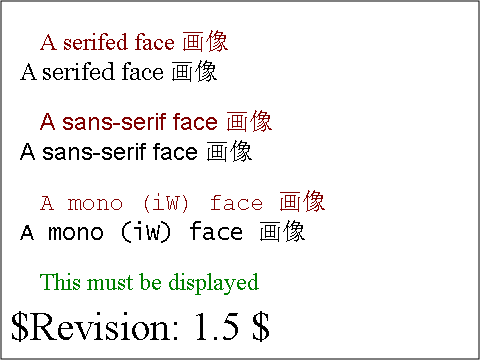 A serifed face 画像
A serifed face 画像
A sans-serif face 画像
A sans-serif face 画像
A mono (iW) face 画像
A mono (iW) face 画像
This must be displayed
$Revision: 1.5 $